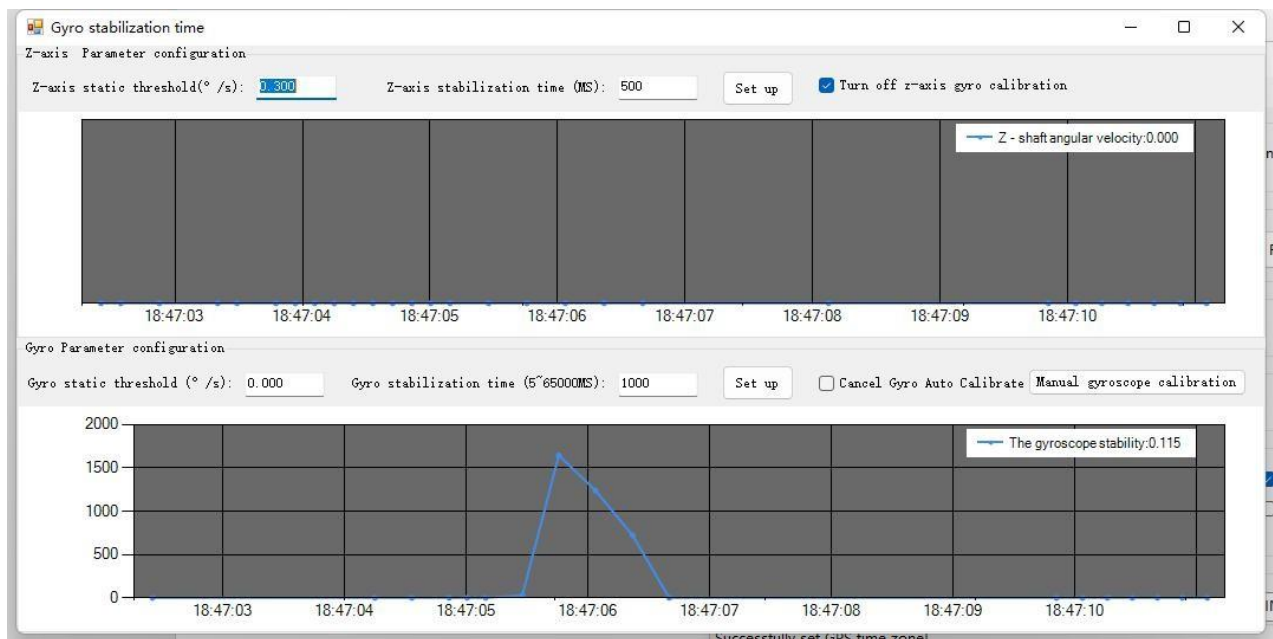 Gyro stabilization time
Z-axis Parameter configuration
Z-axis static threshold(° /s): 0.300 Z-axis stabilization time (MS): 500 Set up Turn off z-axis gyro calibration
Z - shaft angular velocity:0.000
18:47:03 18:47:04 18:47:05 18:47:06 18:47:07 18:47:08 18:47:09 18:47:10
Gyro Parameter configuration
Gyro static threshold (° /s): 0.000 Gyro stabilization time (5~65000MS): 1000 Set up Cancel Gyro Auto Calibrate Manual gyroscope calibration
The gyroscope stability:0.115
2000
1500
1000
500
0
18:47:03 18:47:04 18:47:05 18:47:06 18:47:07 18:47:08 18:47:09 18:47:10
Successfully set GPS time zone!